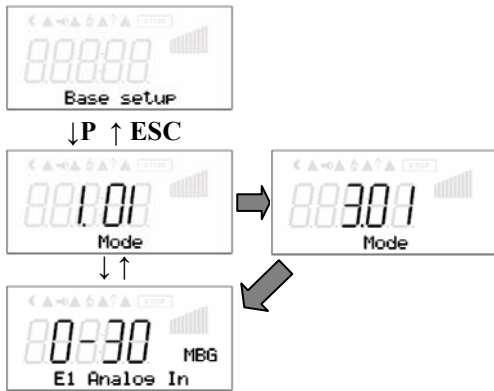 STOP
88888
Base setup
↓P ↑ ESC
STOP
1.01
Mode
STOP
3.01
Mode
↓ ↑
STOP
0-30 MBG
E1 Analog In